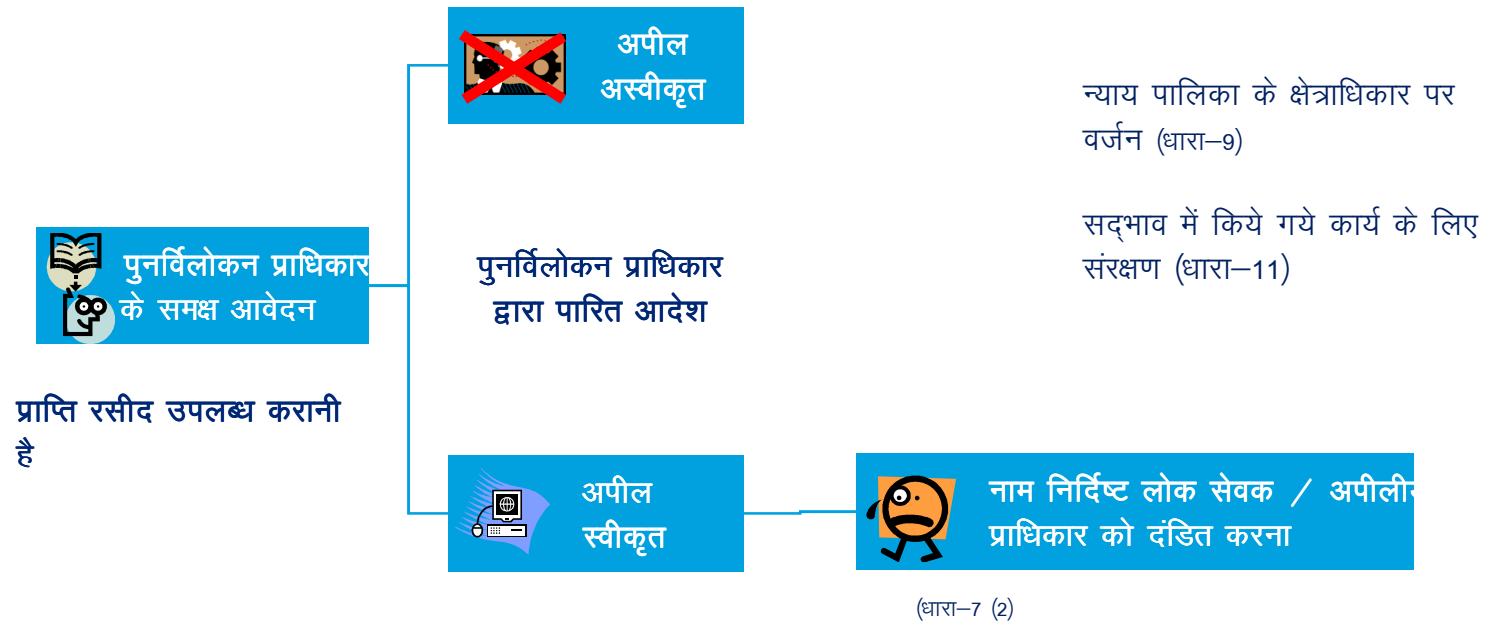 अपील
अस्वीकृत
न्याय पालिका के क्षेत्राधिकार पर
वर्जन (धारा–9)
सद्भाव में किये गये कार्य के लिए
संरक्षण (धारा–11)
पुनर्विलोकन प्राधिकार
के समक्ष आवेदन
पुनर्विलोकन प्राधिकार
द्वारा पारित आदेश
प्राप्ति रसीद उपलब्ध करानी
है
अपील
स्वीकृत
नाम निर्दिष्ट लोक सेवक / अपीलीय
प्राधिकार को दंडित करना
(धारा–7 (2)